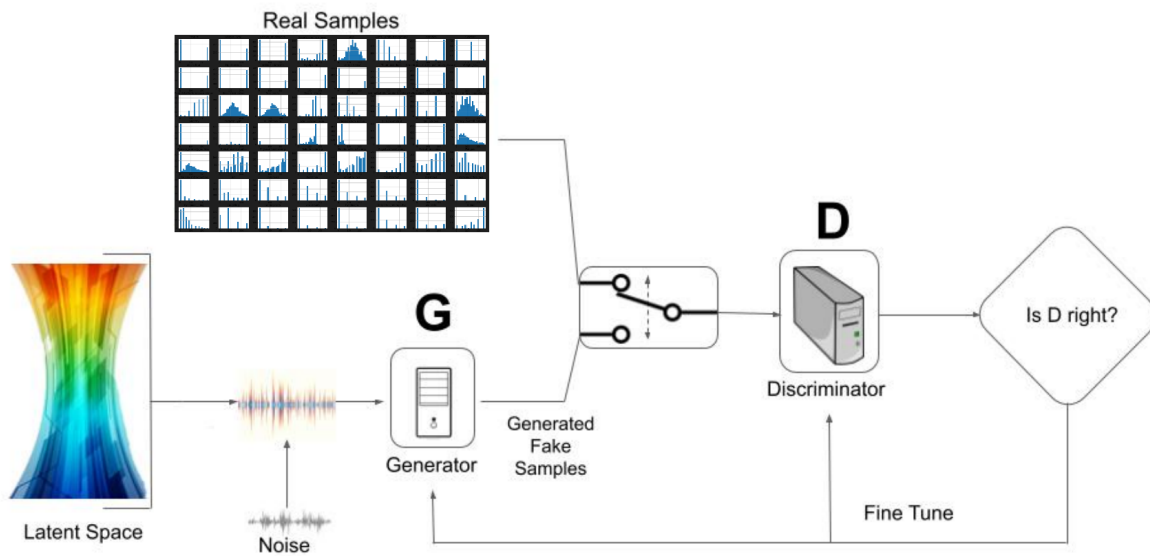 Real Samples
D
G
Is D right?
Discriminator
Generated
Fake
Samples
Generator
Latent Space
Noise
Fine Tune